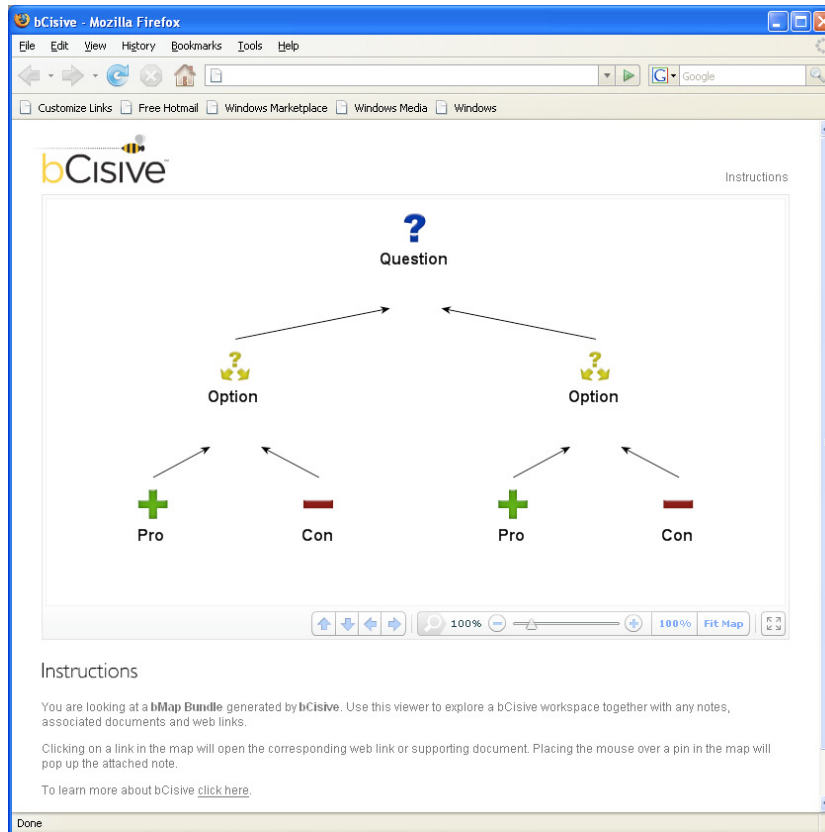 bCisive - Mozilla Firefox
File Edit View History Bookmarks Tools Help
G Google
Customize Links Free Hotmail Windows Marketplace Windows Media Windows
bCisive™
Instructions
?
Question
? ?
Option Option
Pro Con Pro Con
100% 100% Fit Map
Instructions
You are looking at a bMap Bundle generated by bCisive. Use this viewer to explore a bCisive workspace together with any notes,
associated documents and web links.
Clicking on a link in the map will open the corresponding web link or supporting document. Placing the mouse over a pin in the map will
pop up the attached note.
To learn more about bCisive click here.
Done